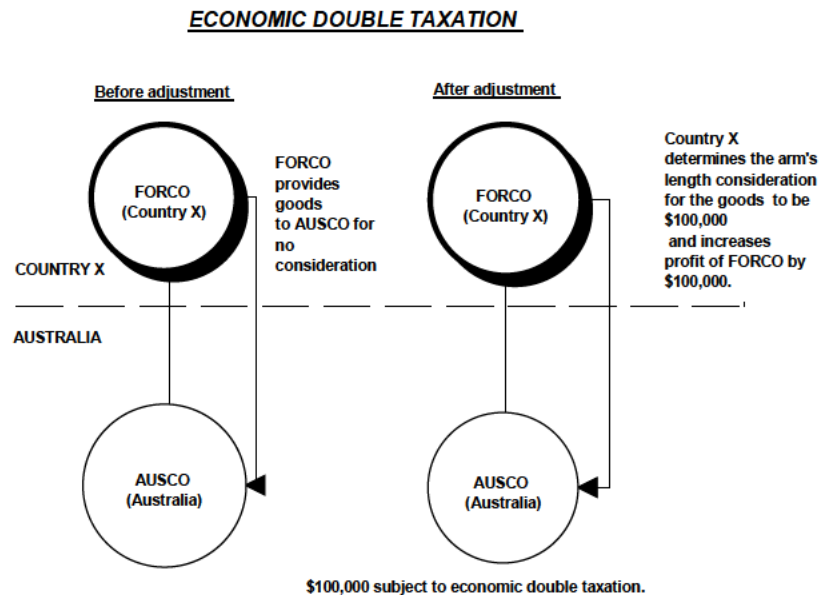 ECONOMIC DOUBLE TAXATION
Before adjustment
FORCO
(Country X)
FORCO
provides
goods
to AUSCO for
no
consideration
COUNTRY X
AUSTRALIA
AUSCO
(Australia)
After adjustment
FORCO
(Country X)
Country X
determines the arm's
length consideration
for the goods to be
$100,000
and increases
profit of FORCO by
$100,000.
AUSCO
(Australia)
$100,000 subject to economic double taxation.